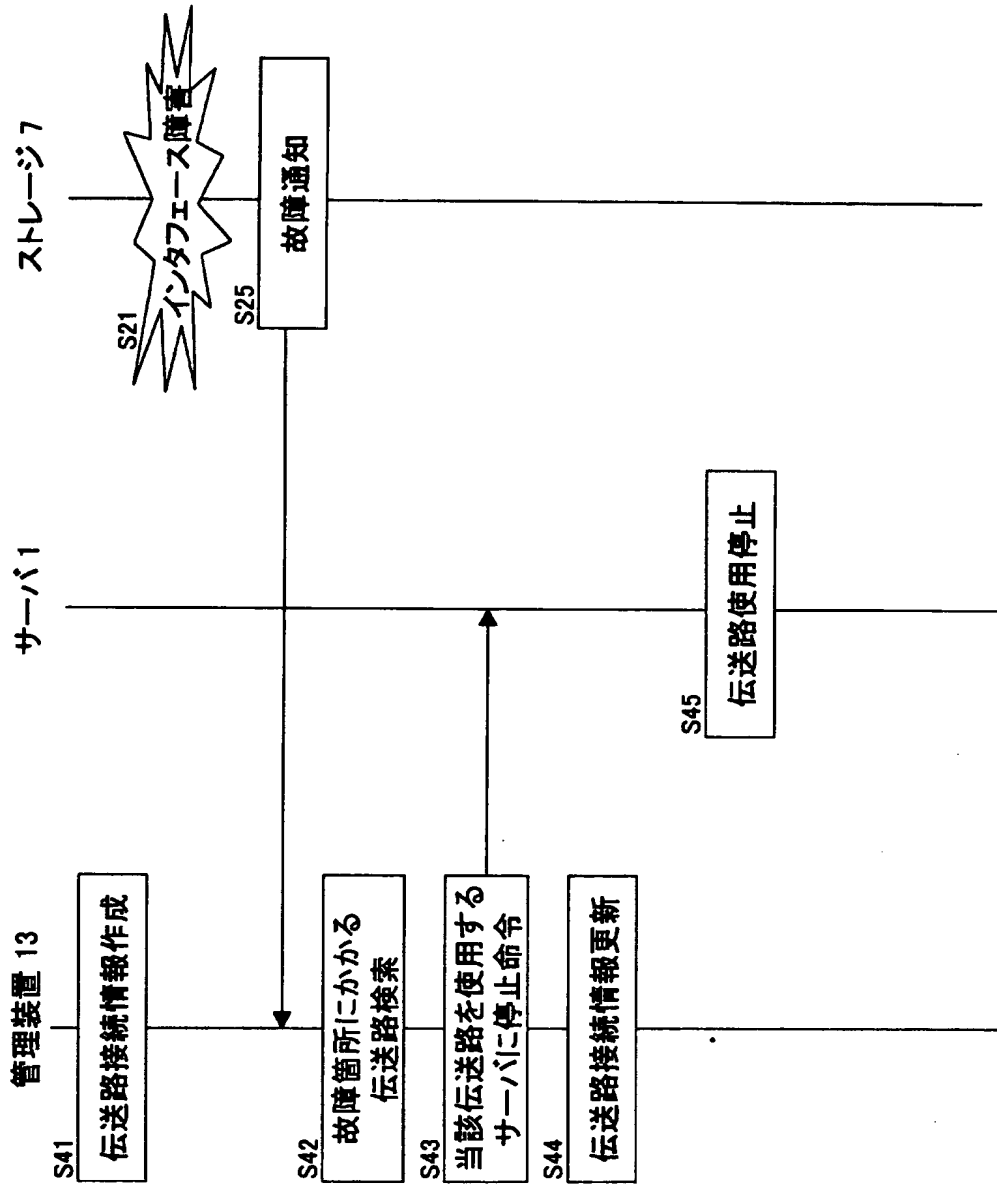 管理装置 13
サーバ 1
ストレージ 7
S41
伝送路接続情報作成
S21
インタフェース障害
S25
故障通知
S42
故障箇所にかかる
伝送路検索
S43
当該伝送路を使用する
サーバに停止命令
S44
伝送路接続情報更新
S45
伝送路使用停止